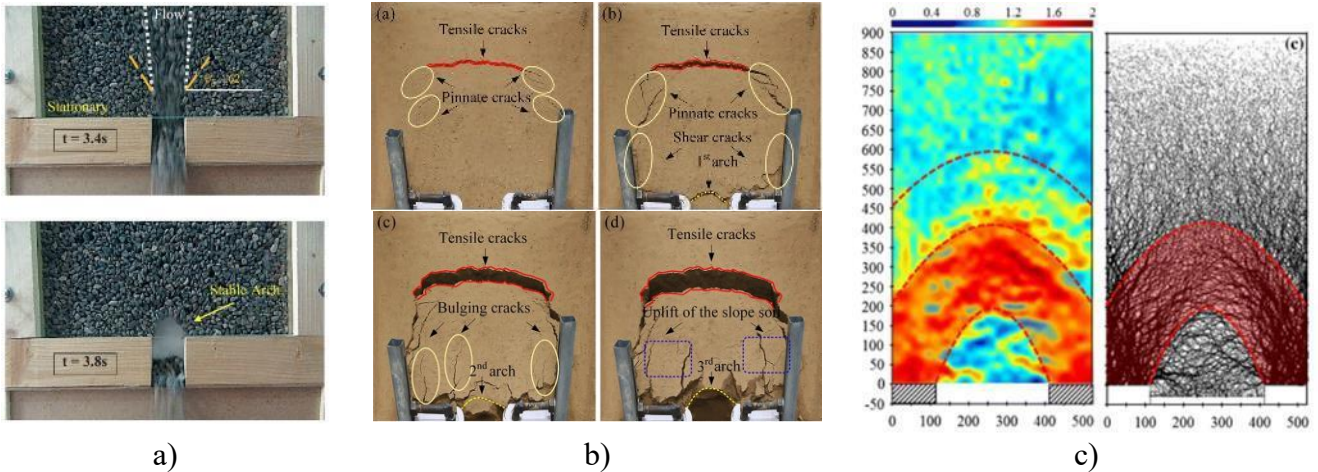 Flow
Stationary
t = 3.4s
Stable Arch
t = 3.8s
a)
(a)
Tensile cracks
Pinnate cracks
(b)
Tensile cracks
Pinnate cracks
Shear cracks
1st arch
(c)
Tensile cracks
Bulging cracks
2nd arch
(d)
Tensile cracks
Uplift of the slope soil
3rd arch
b)
0 0.4 0.8 1.2 1.6 2
900
850
800
750
700
650
600
550
500
450
400
350
300
250
200
150
100
50
0
-50
0 100 200 300 400 500
(c)
0 100 200 300 400 500
c)